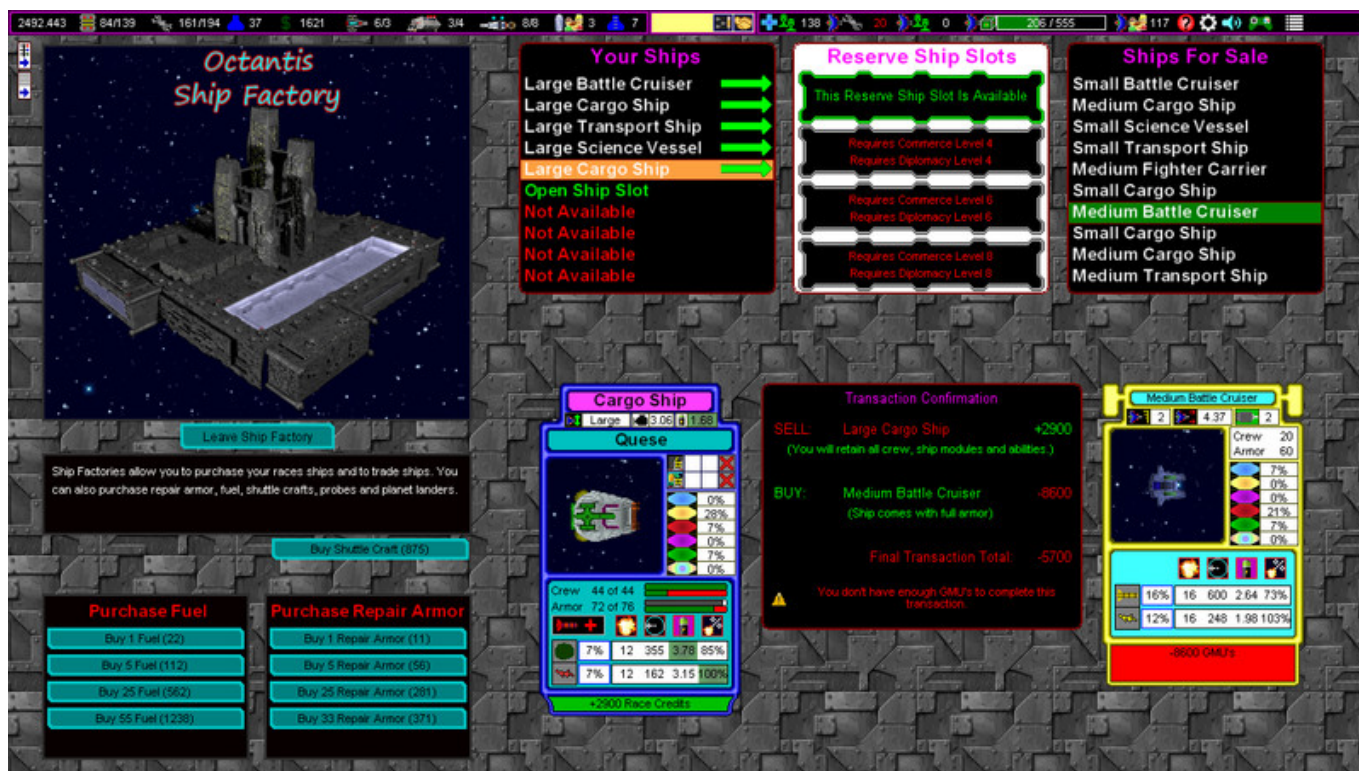 2492.443 84/139 161/194 37 $ 1621 6/3 3/4 8/8 3 7 138 20 0 206 / 555 117
Octantis
Ship Factory
Leave Ship Factory
Ship Factories allow you to purchase your races ships and to trade ships. You
can also purchase repair armor, fuel, shuttle crafts, probes and planet landers.
Buy Shuttle Craft (875)
Purchase Fuel
Buy 1 Fuel (22)
Buy 5 Fuel (112)
Buy 25 Fuel (562)
Buy 55 Fuel (1238)
Purchase Repair Armor
Buy 1 Repair Armor (11)
Buy 5 Repair Armor (56)
Buy 25 Repair Armor (281)
Buy 33 Repair Armor (371)
Your Ships
Large Battle Cruiser
Large Cargo Ship
Large Transport Ship
Large Science Vessel
Large Cargo Ship
Open Ship Slot
Not Available
Not Available
Not Available
Not Available
Reserve Ship Slots
This Reserve Ship Slot Is Available
Requires Commerce Level 4
Requires Diplomacy Level 4
Requires Commerce Level 6
Requires Diplomacy Level 6
Requires Commerce Level 8
Requires Diplomacy Level 8
Ships For Sale
Small Battle Cruiser
Medium Cargo Ship
Small Science Vessel
Small Transport Ship
Medium Fighter Carrier
Small Cargo Ship
Medium Battle Cruiser
Small Cargo Ship
Medium Cargo Ship
Medium Transport Ship
Cargo Ship
Large 3.06 1.68
Quese
0%
28%
7%
0%
7%
0%
Crew 44 of 44
Armor 72 of 76
7% 12 355 3.78 85%
7% 12 162 3.15 100%
+2900 Race Credits
Transaction Confirmation
SELL: Large Cargo Ship +2900
(You will retain all crew, ship modules and abilities.)
BUY: Medium Battle Cruiser -8600
(Ship comes with full armor)
Final Transaction Total: -5700
You don't have enough GMU's to complete this
transaction.
Medium Battle Cruiser
2 4.37 2
Crew 20
Armor 60
7%
0%
0%
21%
7%
0%
16% 16 600 2.64 73%
12% 16 248 1.98 103%
-8600 GMU's